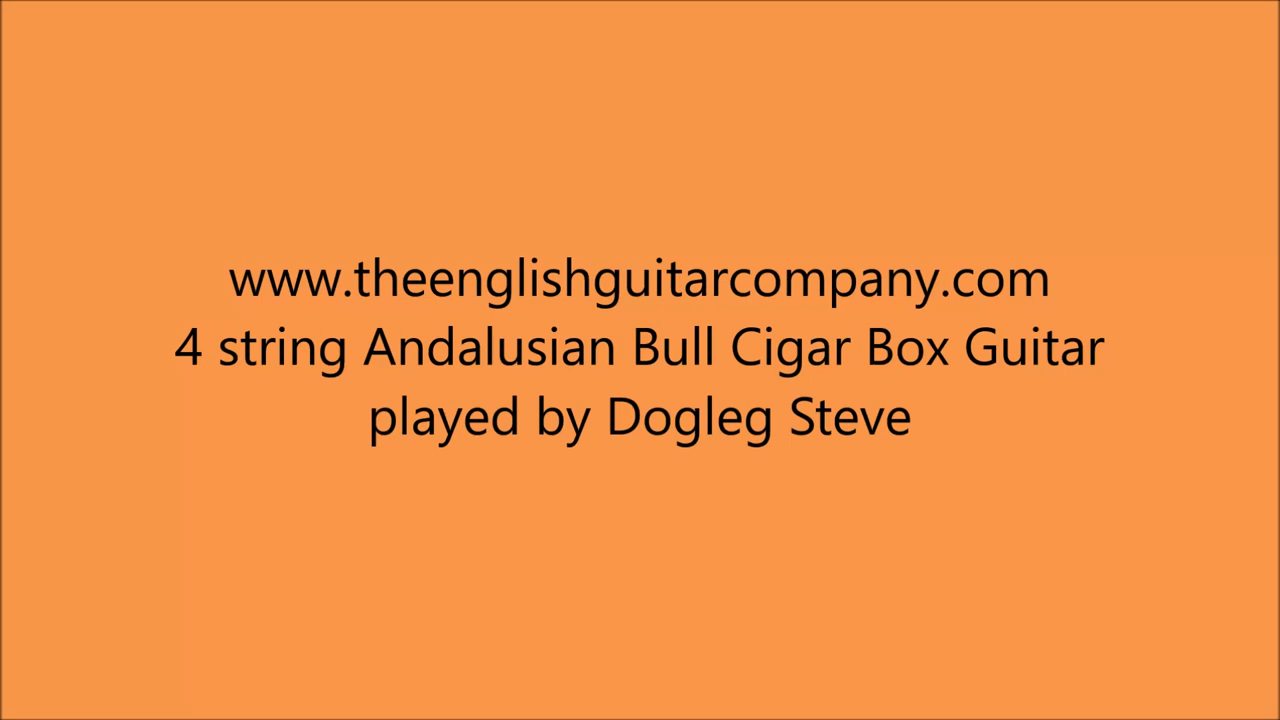 www.theenglishguitarcompany.com
4 string Andalusian Bull Cigar Box Guitar
played by Dogleg Steve